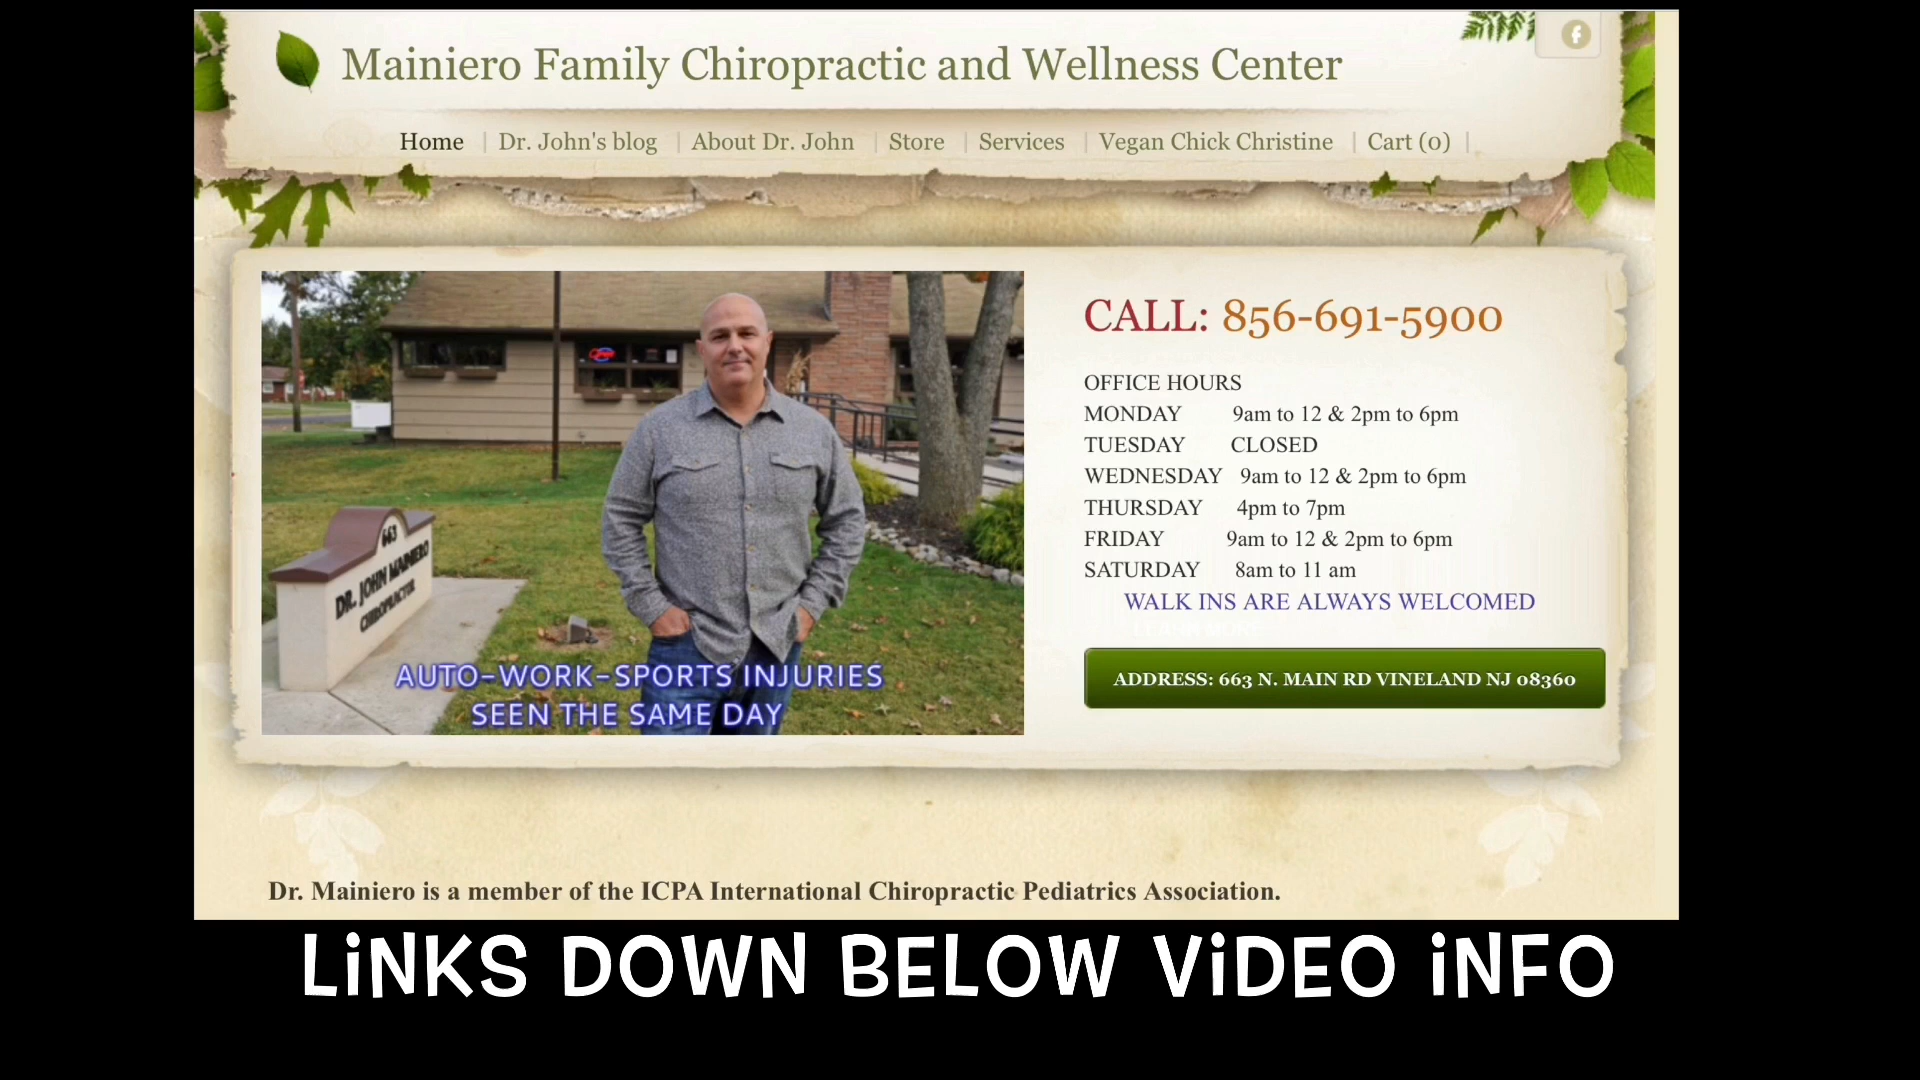 Mainiero Family Chiropractic and Wellness Center
Home | Dr. John's blog | About Dr. John | Store | Services | Vegan Chick Christine | Cart (0) |
CALL: 856-691-5900
OFFICE HOURS
MONDAY 9am to 12 & 2pm to 6pm
TUESDAY CLOSED
WEDNESDAY 9am to 12 & 2pm to 6pm
THURSDAY 4pm to 7pm
FRIDAY 9am to 12 & 2pm to 6pm
SATURDAY 8am to 11 am
WALK INS ARE ALWAYS WELCOMED
ADDRESS: 663 N. MAIN RD VINELAND NJ 08360
Open
663
DR. JOHN MAINIERO
CHIROPRACTOR
AUTO-WORK-SPORTS INJURIES
SEEN THE SAME DAY
Dr. Mainiero is a member of the ICPA International Chiropractic Pediatrics Association.
LiNKS DOWN BELOW ViDEO iNFO